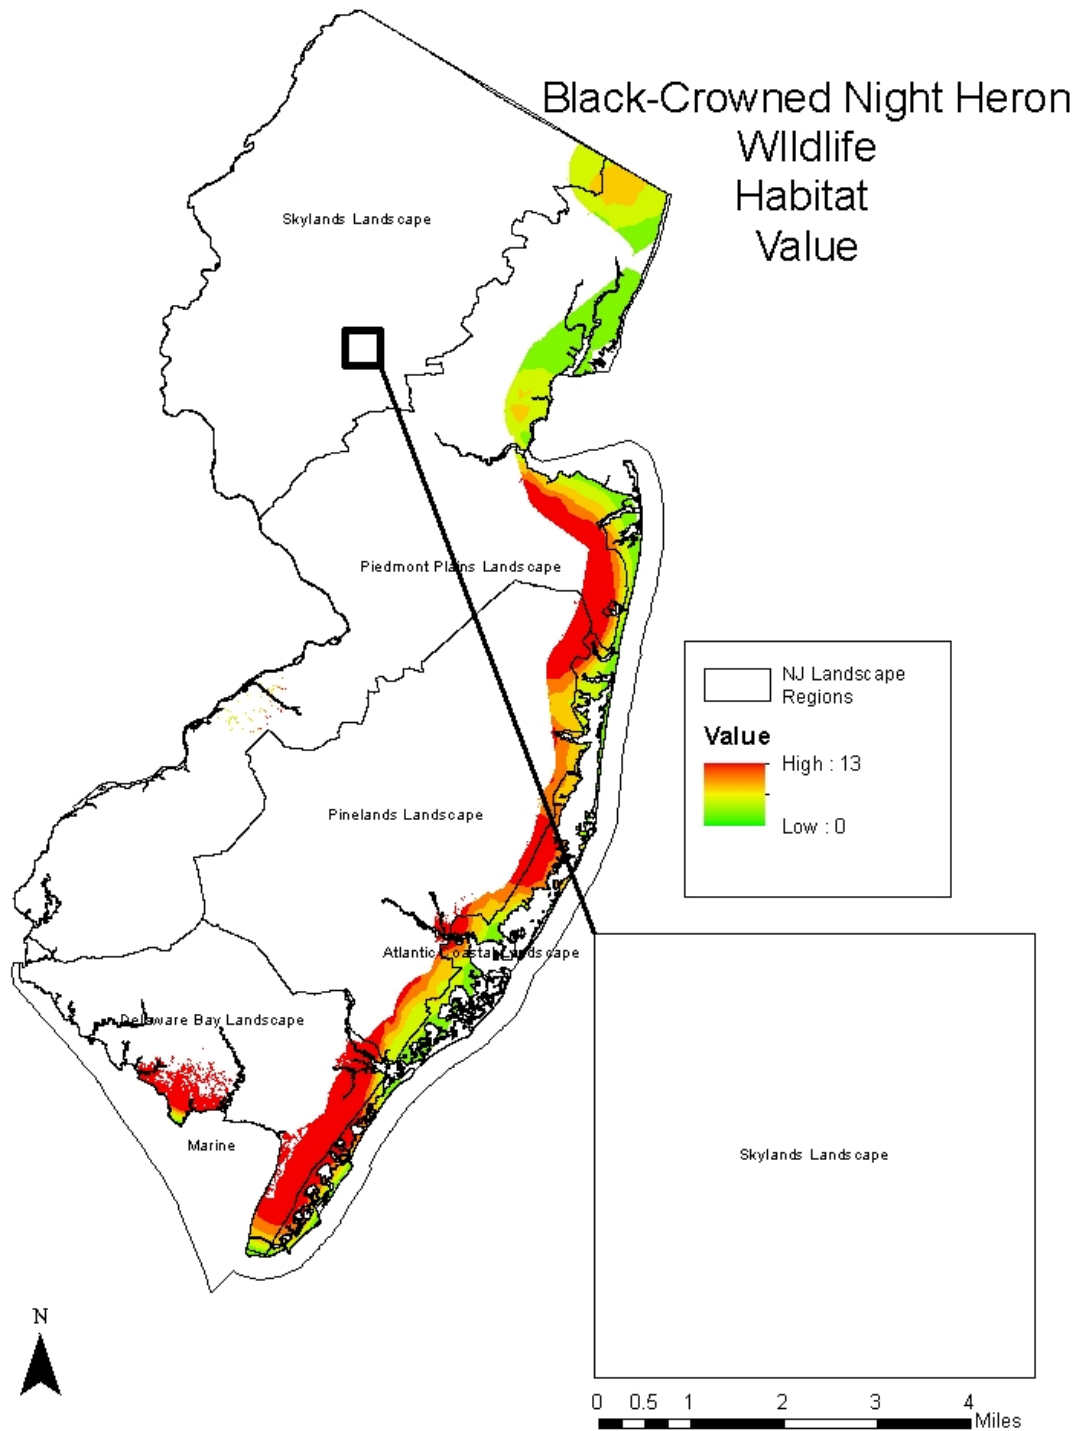 Black-Crowned Night Heron
WIldlife
Habitat
Value
Skylands Landscape
Piedmont Plains Landscape
NJ Landscape
Regions
Value
High : 13
Low : 0
Pinelands Landscape
Atlantic Coastal Landscape
Delaware Bay Landscape
Marine
Skylands Landscape
N
0 0.5 1 2 3 4
Miles